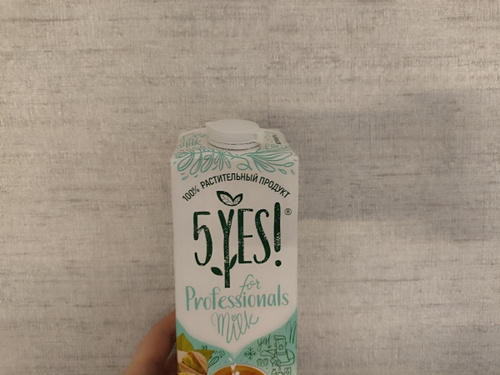 100% РАСТИТЕЛЬНЫЙ ПРОДУКТ
5 YES!®
for
Professionals
Milk